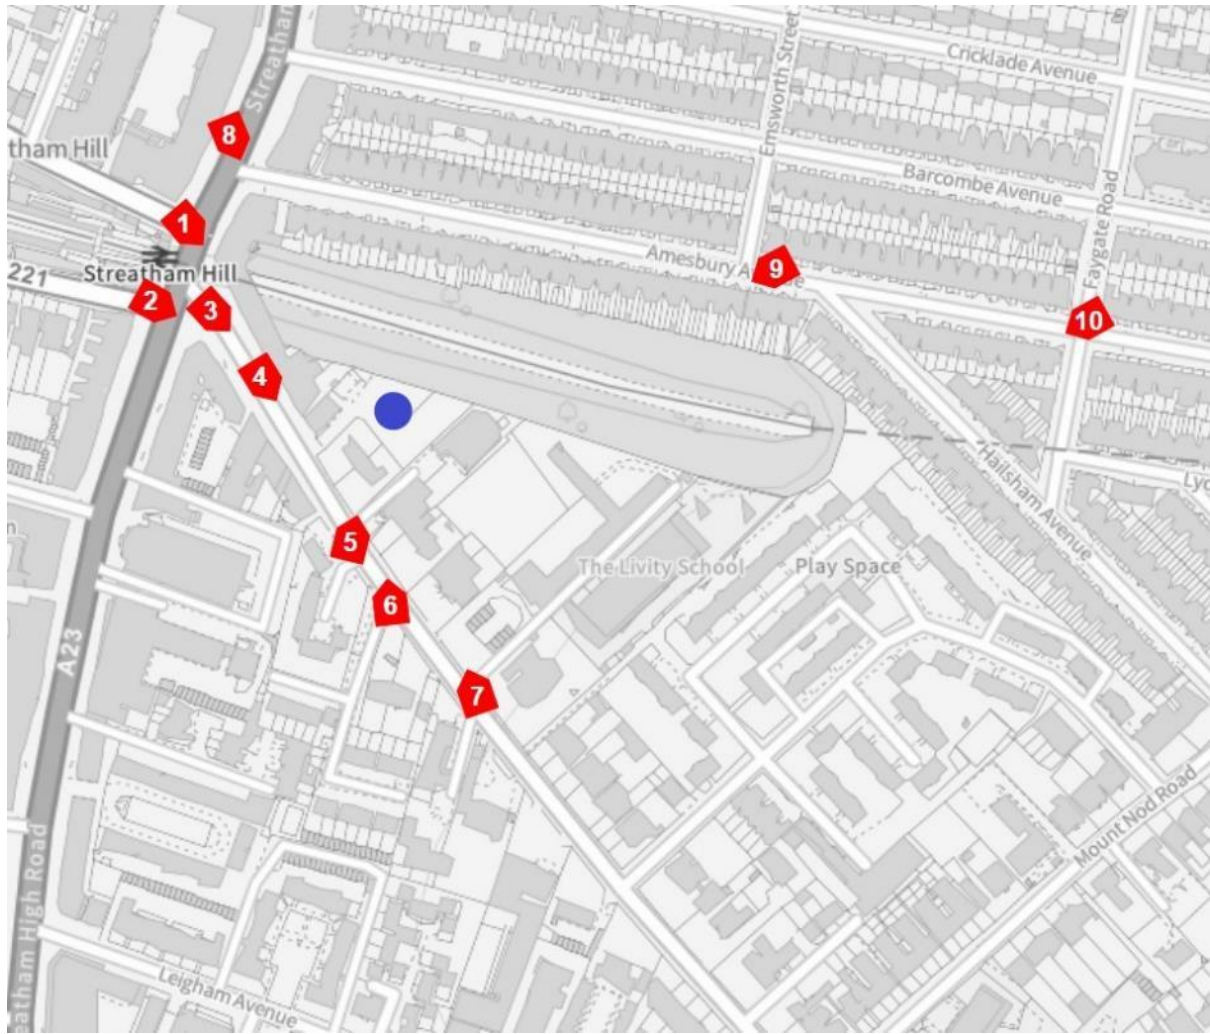 Streatham
Cricklade Avenue
Emsworth Street
8
tham Hill
Barcombe Avenue
Faygate Road
1
Amesbury Avenue
9
221
Streatham Hill
2
3
10
4
Hailsham Avenue
Lyd
5
The Livity School
Play Space
6
A23
7
Mount Nod Road
eatham High Road
Leigham Avenue